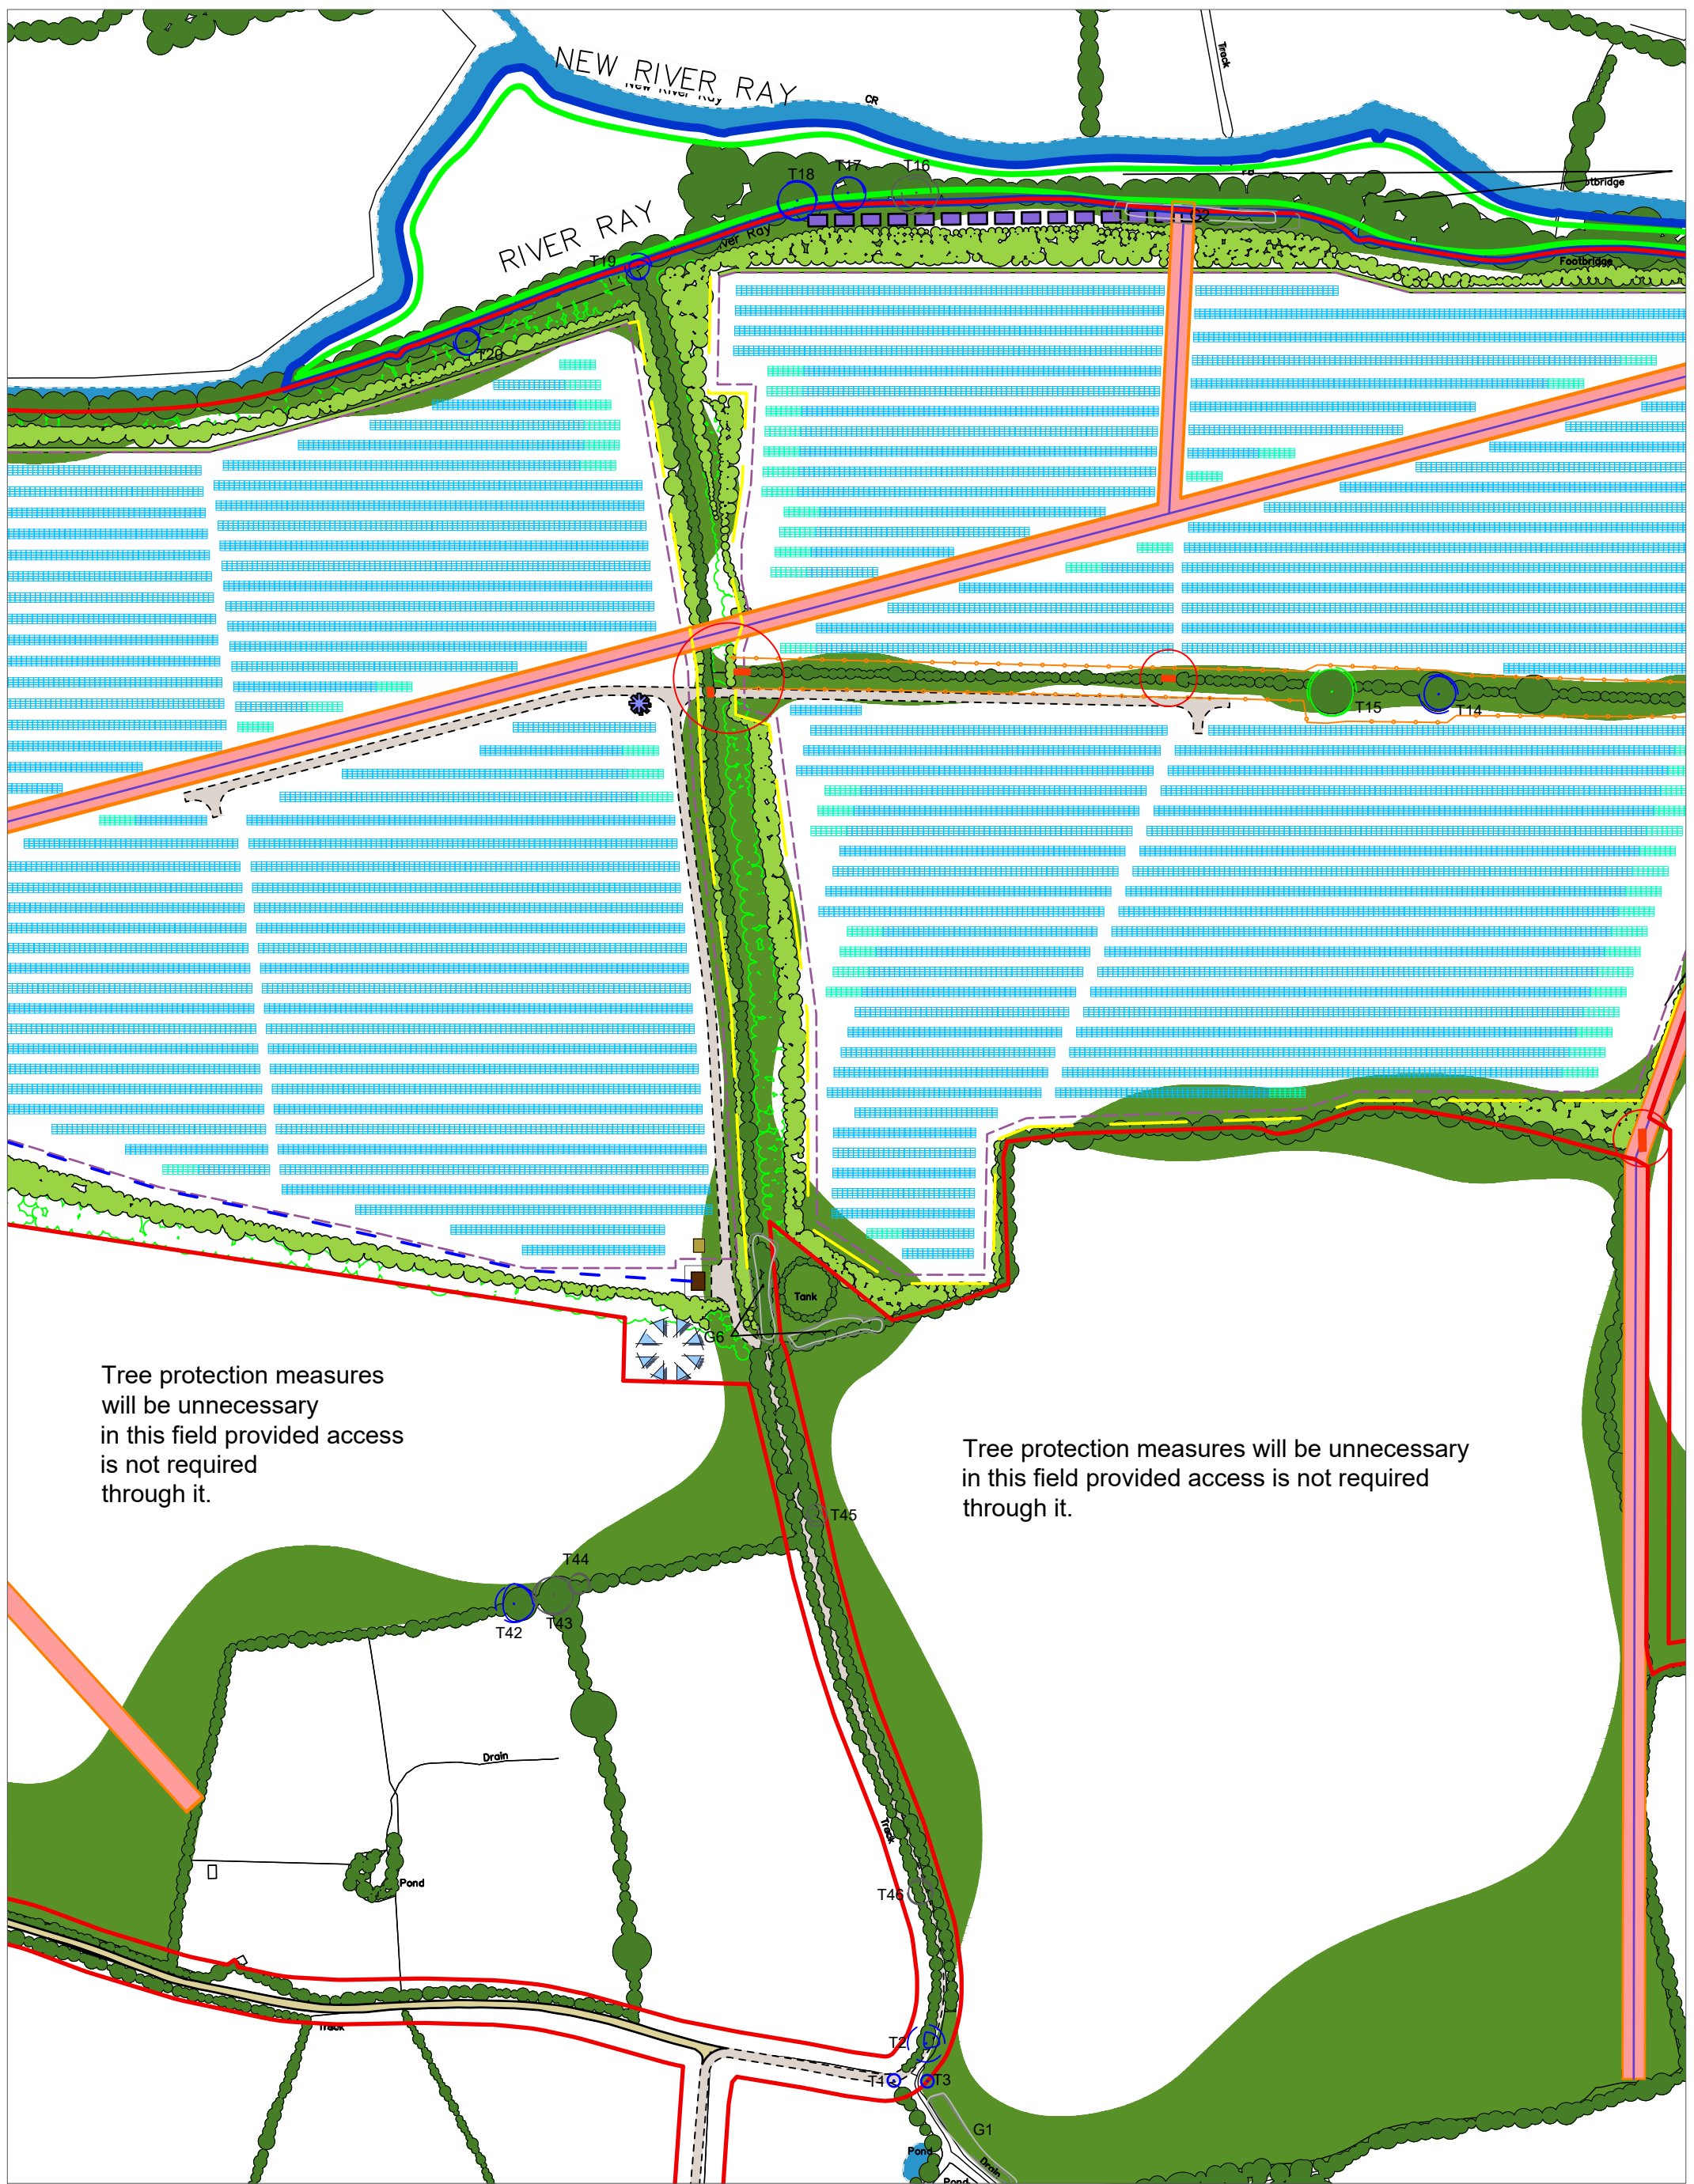 Track
NEW RIVER RAY
New River Ray
CR
T18
T17
T16
FB
RIVER RAY
T19
T20
Footbridge
T15
T14
Tank
G6
Tree protection measures
will be unnecessary
in this field provided access
is not required
through it.
Tree protection measures will be unnecessary
in this field provided access is not required
through it.
T45
T44
T43
T42
Drain
Pond
Track
T46
Track
T2
T1
T3
G1
Pond
Drain
Pond